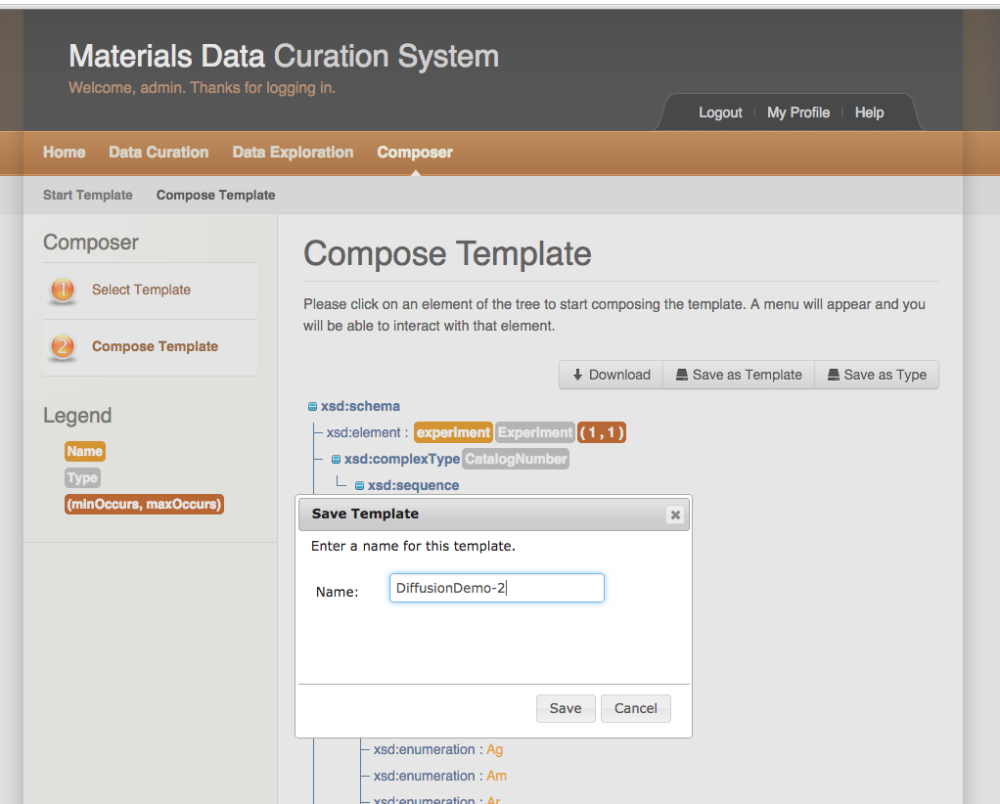 Materials Data Curation System
Welcome, admin. Thanks for logging in.
Logout | My Profile | Help
Home Data Curation Data Exploration Composer
Start Template Compose Template
Composer
1 Select Template
2 Compose Template
Legend
Name
Type
(minOccurs, maxOccurs)
Compose Template
Please click on an element of the tree to start composing the template. A menu will appear and you
will be able to interact with that element.
Download Save as Template Save as Type
xsd:schema
xsd:element : experiment Experiment ( 1 , 1 )
xsd:complexType CatalogNumber
xsd:sequence
Save Template
Enter a name for this template.
Name: DiffusionDemo-2
Save Cancel
xsd:enumeration : Ag
xsd:enumeration : Am
xsd:enumeration : Ar